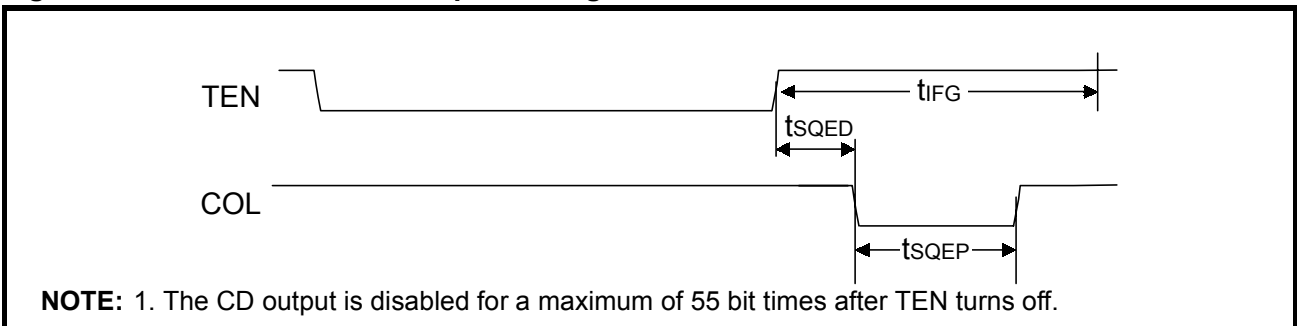 TEN
tIFG
tSQED
COL
tSQEP
NOTE: 1. The CD output is disabled for a maximum of 55 bit times after TEN turns off.